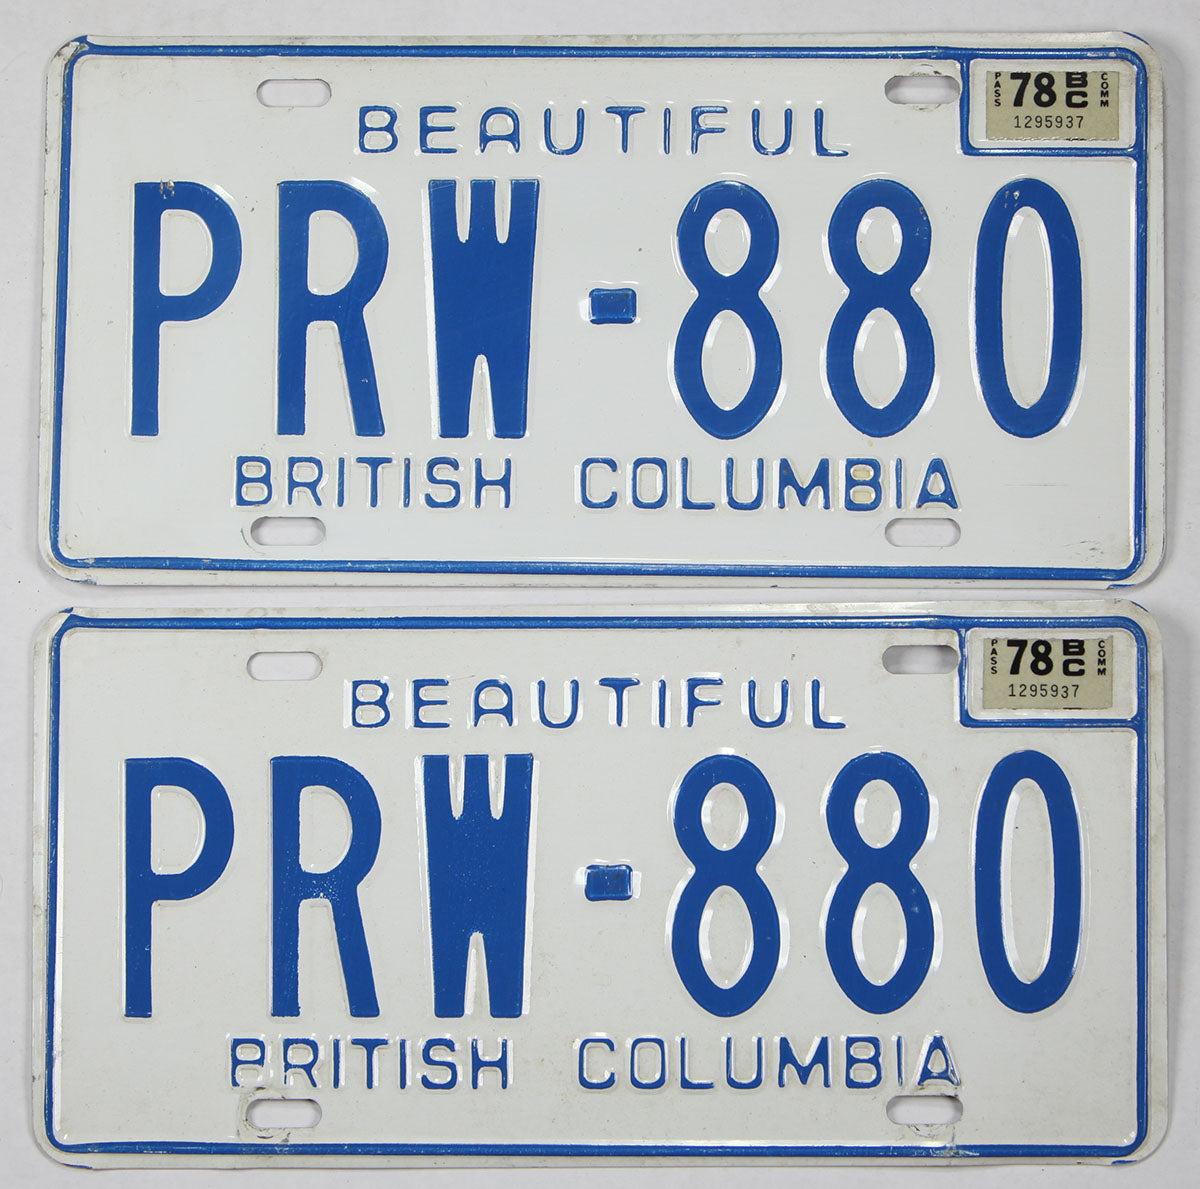 PASS 78 BC COMM
1295937
BEAUTIFUL
PRW-880
BRITISH COLUMBIA
PASS 78 BC COMM
1295937
BEAUTIFUL
PRW-880
BRITISH COLUMBIA